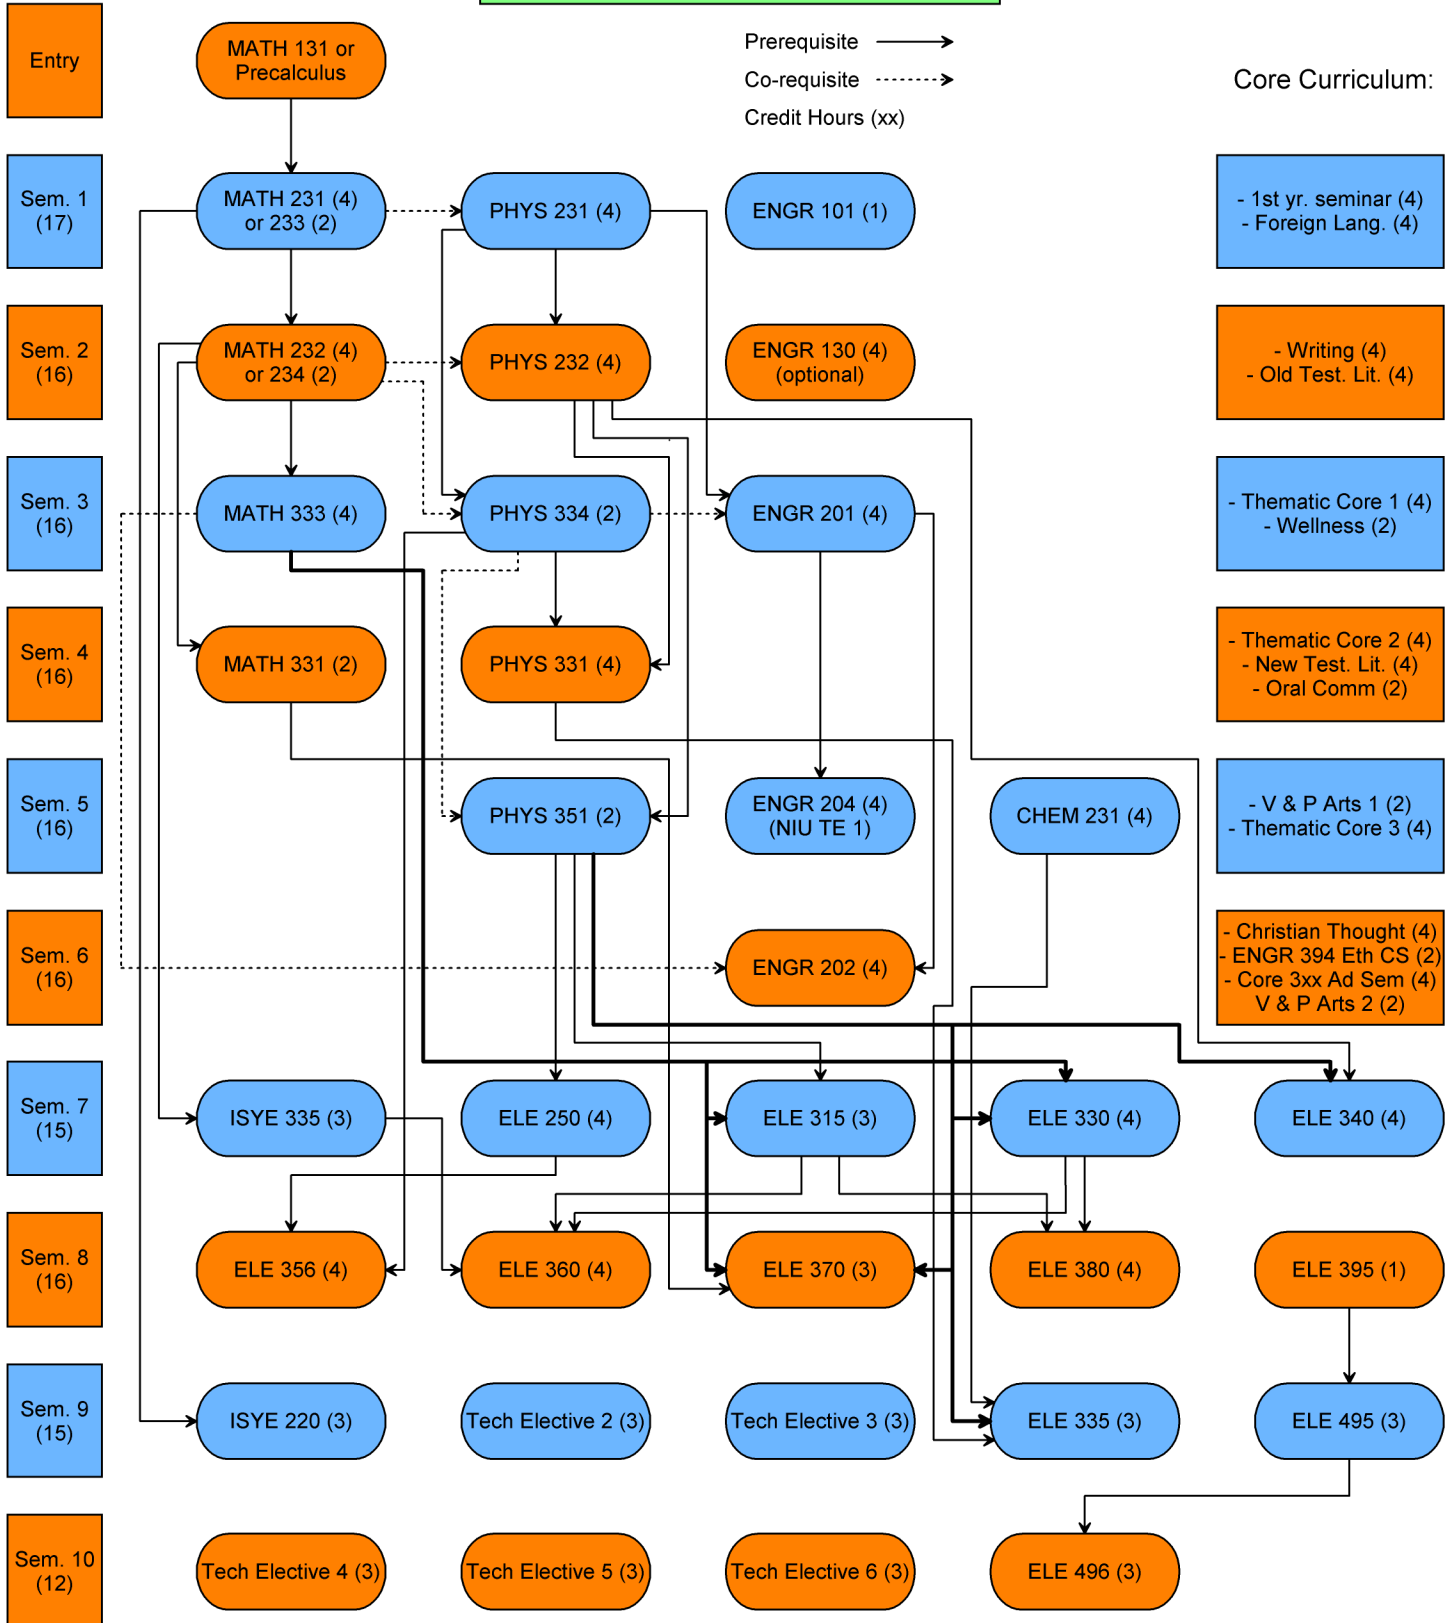 Entry
MATH 131 or
Precalculus
Prerequisite
Co-requisite
Credit Hours (xx)
Core Curriculum:
Sem. 1
(17)
MATH 231 (4)
or 233 (2)
PHYS 231 (4)
ENGR 101 (1)
- 1st yr. seminar (4)
- Foreign Lang. (4)
Sem. 2
(16)
MATH 232 (4)
or 234 (2)
PHYS 232 (4)
ENGR 130 (4)
(optional)
- Writing (4)
- Old Test. Lit. (4)
Sem. 3
(16)
MATH 333 (4)
PHYS 334 (2)
ENGR 201 (4)
- Thematic Core 1 (4)
- Wellness (2)
Sem. 4
(16)
MATH 331 (2)
PHYS 331 (4)
- Thematic Core 2 (4)
- New Test. Lit. (4)
- Oral Comm (2)
Sem. 5
(16)
PHYS 351 (2)
ENGR 204 (4)
(NIU TE 1)
CHEM 231 (4)
- V & P Arts 1 (2)
- Thematic Core 3 (4)
Sem. 6
(16)
ENGR 202 (4)
- Christian Thought (4)
- ENGR 394 Eth CS (2)
- Core 3xx Ad Sem (4)
V & P Arts 2 (2)
Sem. 7
(15)
ISYE 335 (3)
ELE 250 (4)
ELE 315 (3)
ELE 330 (4)
ELE 340 (4)
Sem. 8
(16)
ELE 356 (4)
ELE 360 (4)
ELE 370 (3)
ELE 380 (4)
ELE 395 (1)
Sem. 9
(15)
ISYE 220 (3)
Tech Elective 2 (3)
Tech Elective 3 (3)
ELE 335 (3)
ELE 495 (3)
Sem. 10
(12)
Tech Elective 4 (3)
Tech Elective 5 (3)
Tech Elective 6 (3)
ELE 496 (3)